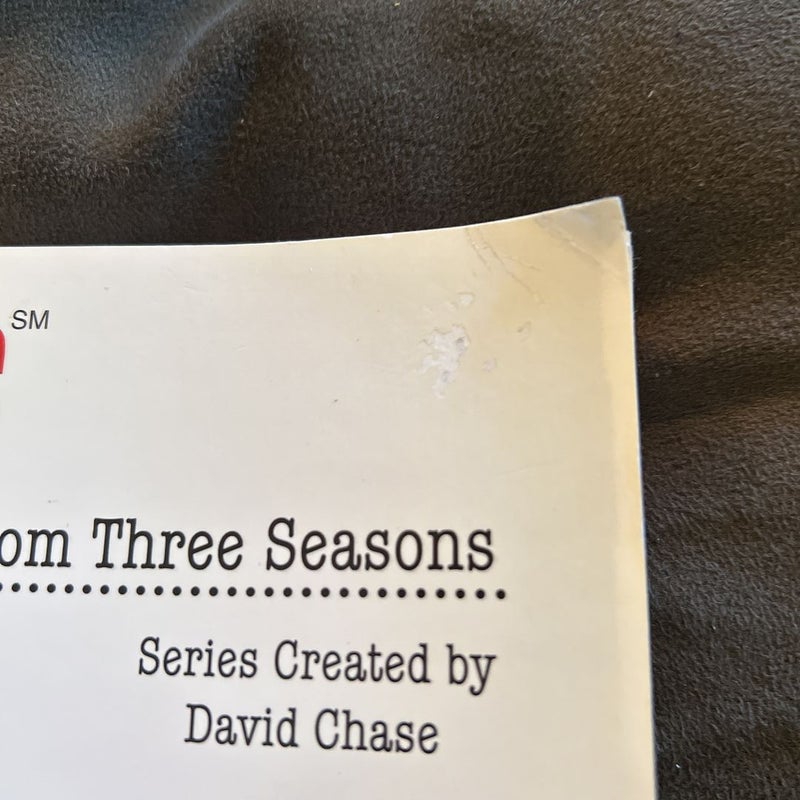 SM
om Three Seasons
Series Created by
David Chase